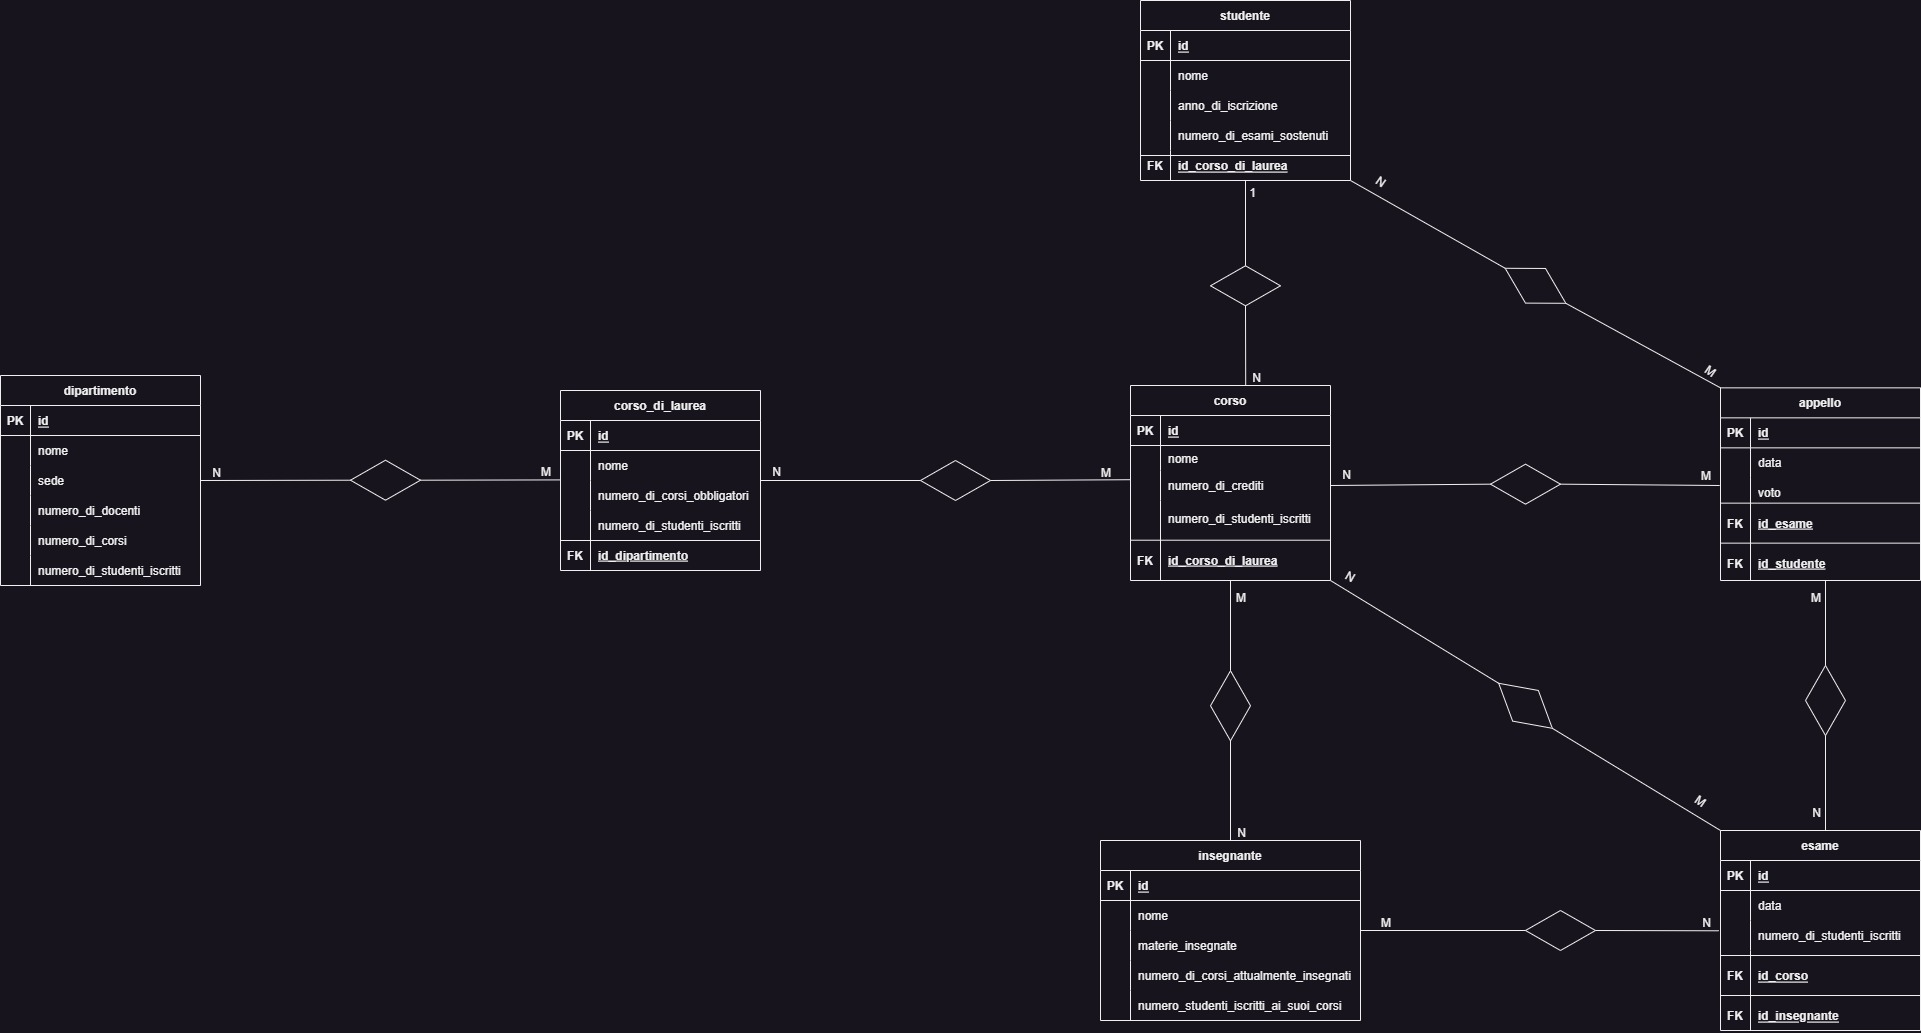 studente
PK id
nome
anno_di_iscrizione
numero_di_esami_sostenuti
FK id_corso_di_laurea
1
N
N
M
dipartimento
PK id
nome
sede
numero_di_docenti
numero_di_corsi
numero_di_studenti_iscritti
N
M
corso_di_laurea
PK id
nome
numero_di_corsi_obbligatori
numero_di_studenti_iscritti
FK id_dipartimento
N
M
corso
PK id
nome
numero_di_crediti
numero_di_studenti_iscritti
FK id_corso_di_laurea
N
M
appello
PK id
data
voto
FK id_esame
FK id_studente
M
N
N
M
M
N
insegnante
PK id
nome
materie_insegnate
numero_di_corsi_attualmente_insegnati
numero_studenti_iscritti_ai_suoi_corsi
M
N
esame
PK id
data
numero_di_studenti_iscritti
FK id_corso
FK id_insegnante